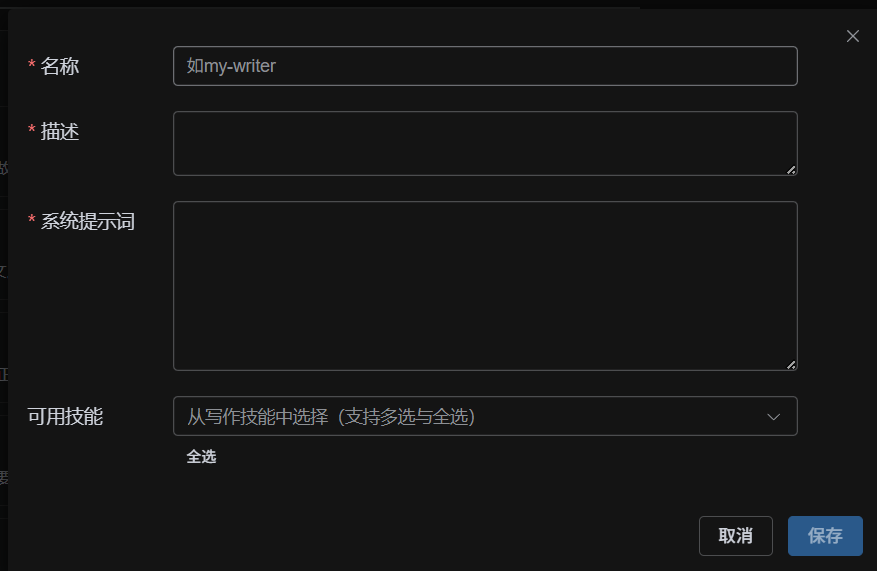 * 名称
如my-writer
* 描述
* 系统提示词
可用技能
从写作技能中选择（支持多选与全选）
全选
取消
保存